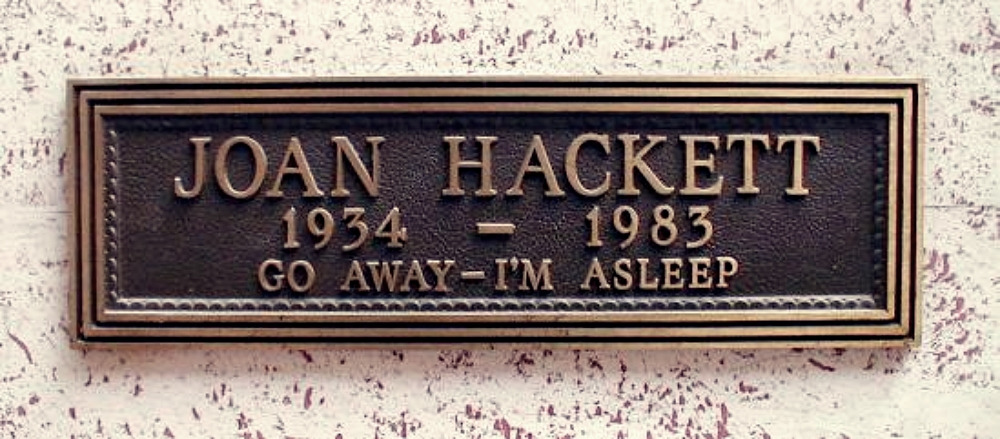 JOAN HACKETT
1934 - 1983
GO AWAY-I'M ASLEEP